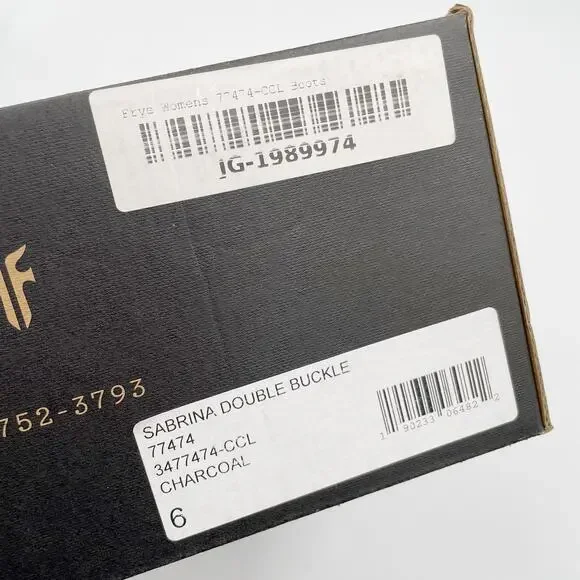 Frye Womens 77474-CCL Boots
IG-1989974
F
752-3793
SABRINA DOUBLE BUCKLE
77474
3477474-CCL
CHARCOAL
6
1 90233 06482 2